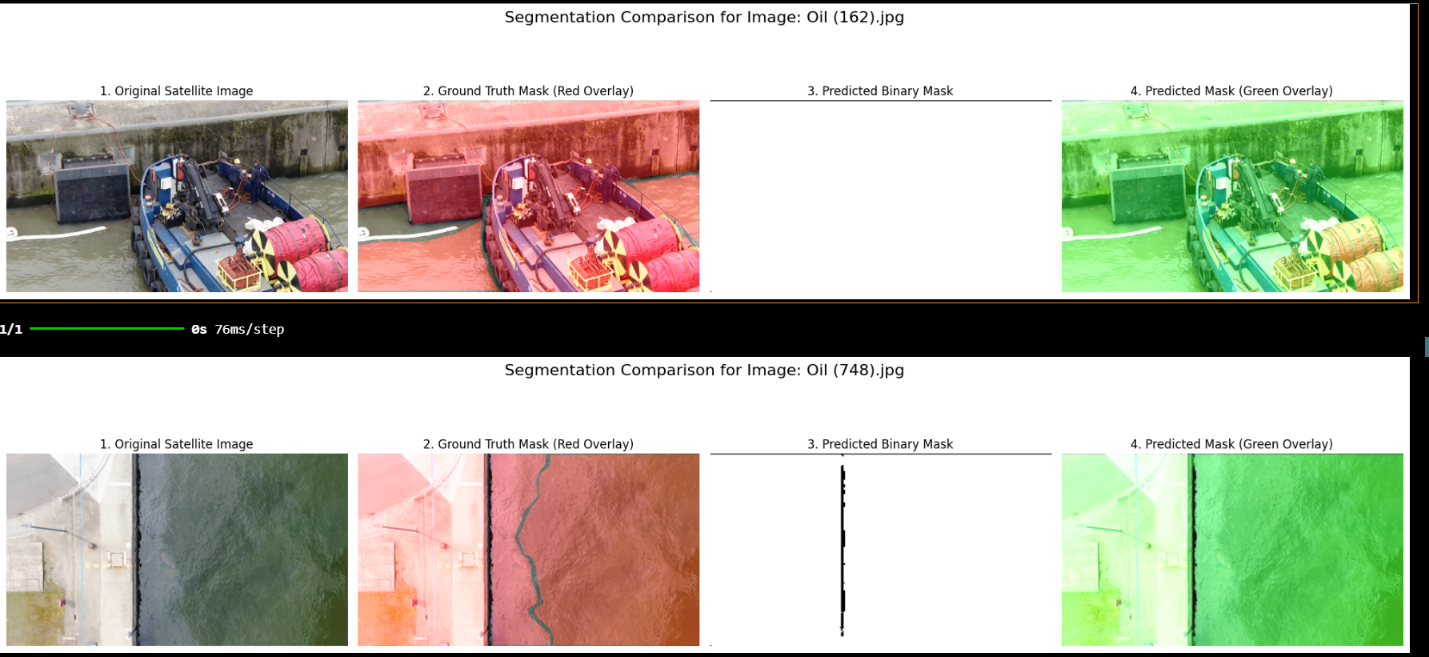 Segmentation Comparison for Image: Oil (162).jpg
1. Original Satellite Image
2. Ground Truth Mask (Red Overlay)
3. Predicted Binary Mask
4. Predicted Mask (Green Overlay)
1/1 0s 76ms/step
Segmentation Comparison for Image: Oil (748).jpg
1. Original Satellite Image
2. Ground Truth Mask (Red Overlay)
3. Predicted Binary Mask
4. Predicted Mask (Green Overlay)